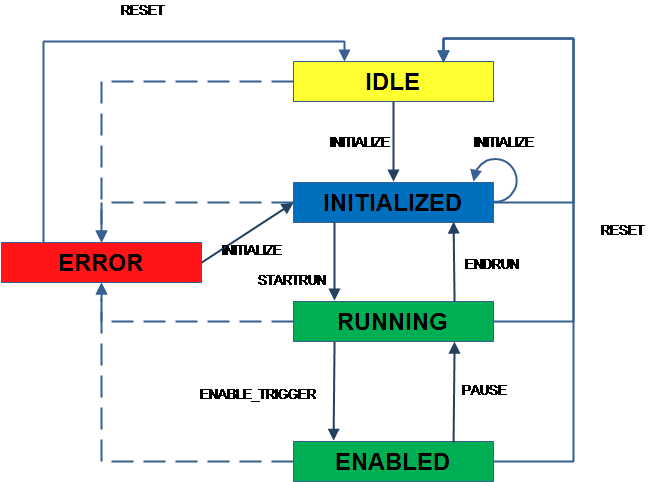 RESET
IDLE
INITIALIZE
INITIALIZE
INITIALIZED
RESET
ERROR
INITIALIZE
ENDRUN
STARTRUN
RUNNING
ENABLE_TRIGGER
PAUSE
ENABLED